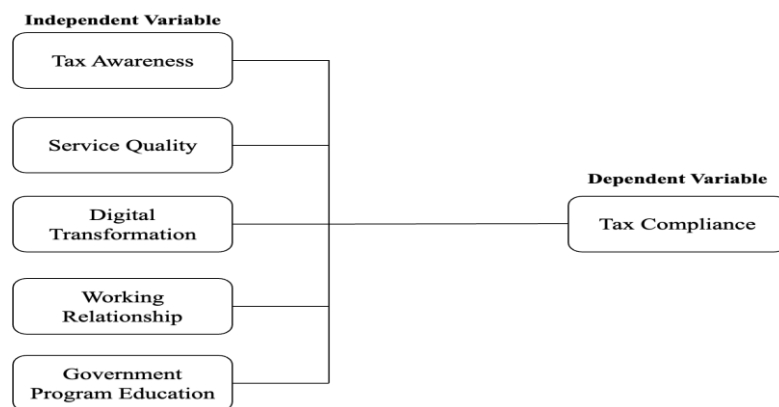 Independent Variable
Tax Awareness
Service Quality
Digital
Transformation
Working
Relationship
Government
Program Education
Dependent Variable
Tax Compliance